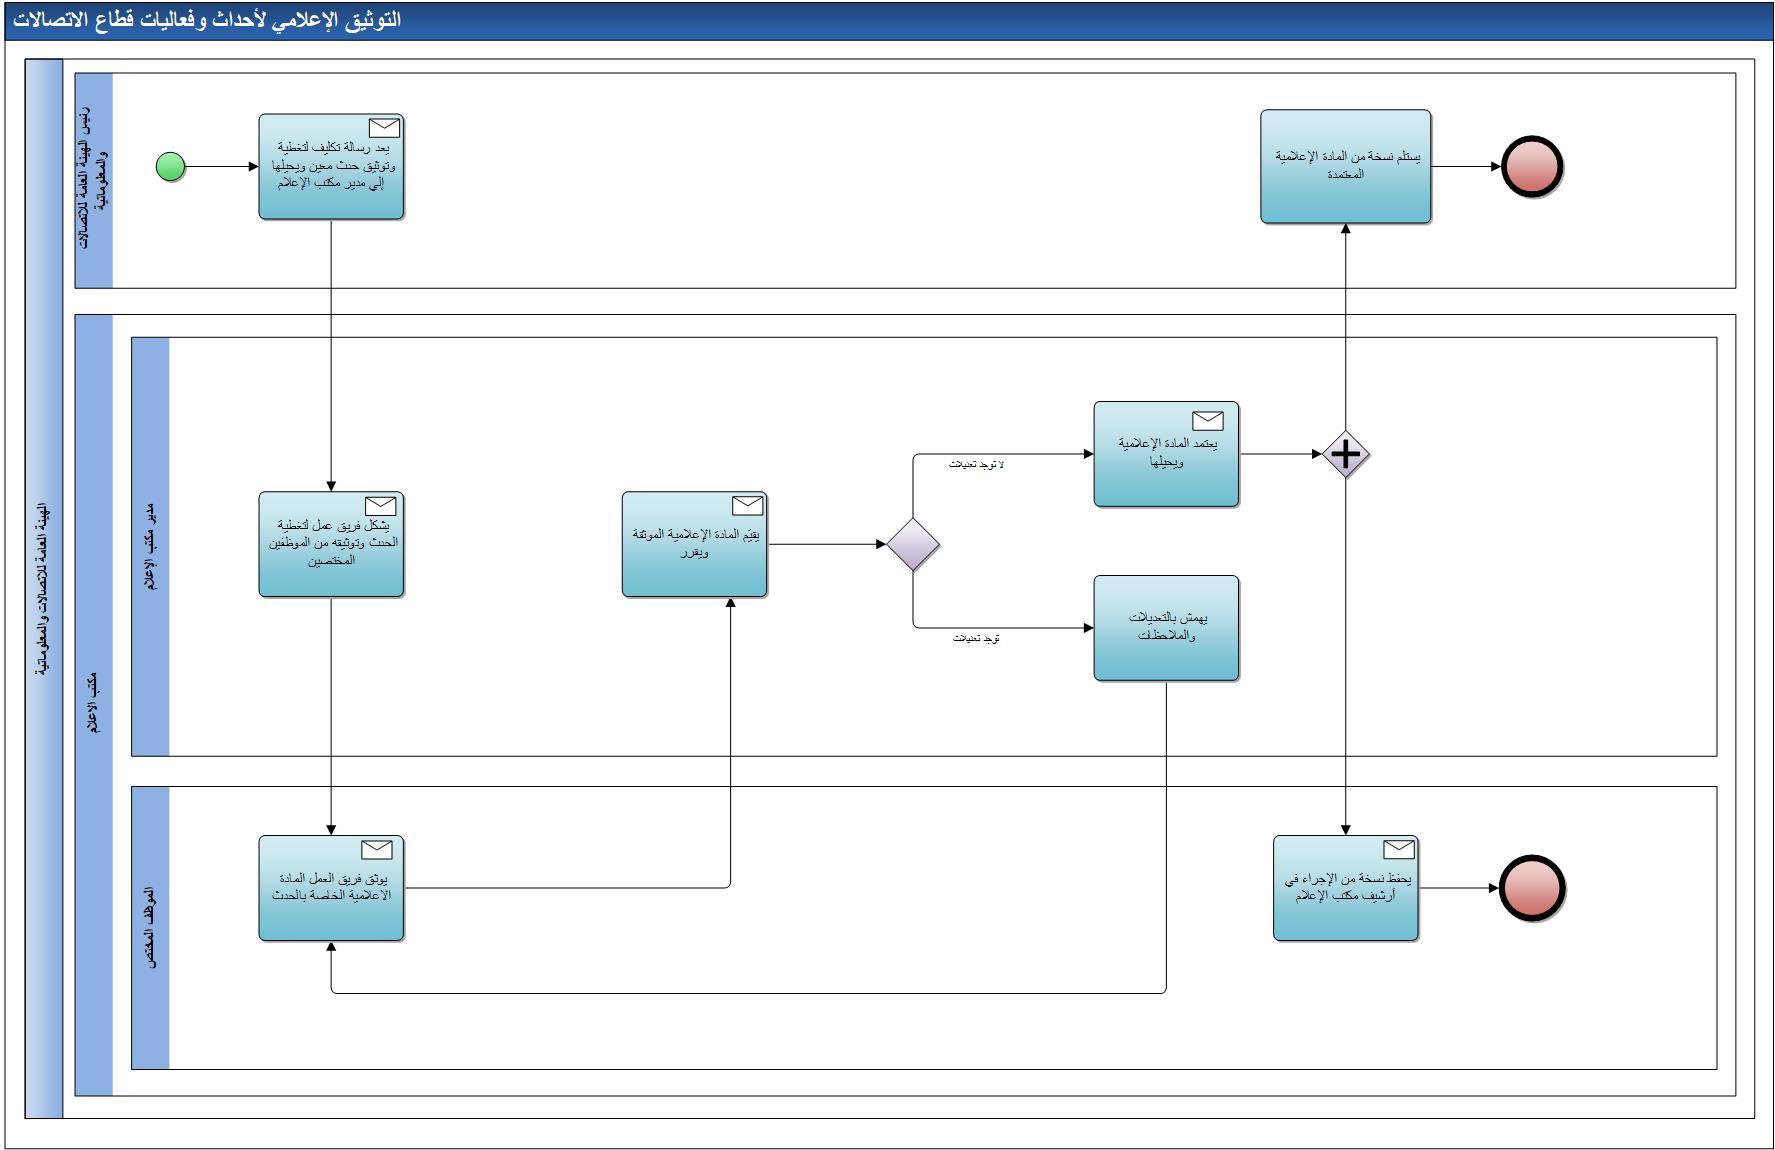 التوثيق الإعلامي لأحداث وفعاليات قطاع الاتصالات
الهيئة العامة للاتصالات والمعلوماتية
رئيس الهيئة العامة للاتصالات
والمعلوماتية
يعد رسالة تكليف لتغطية
وتوثيق حدث معين ويحيلها
إلي مدير مكتب الإعلام
يستلم نسخة من المادة الإعلامية
المعتمدة
مكتب الاعلام
مدير مكتب الإعلام
يشكل فريق عمل لتغطية
الحدث وتوثيقه من الموظفين
المختصين
يقيّم المادة الإعلامية الموثقة
ويقرر
لا توجد تعديلات
يعتمد المادة الإعلامية
ويحيلها
توجد تعديلات
يهمش بالتعديلات
والملاحظات
الموظف المختص
يوثق فريق العمل المادة
الاعلامية الخاصة بالحدث
يحفظ نسخة من الإجراء في
أرشيف مكتب الإعلام